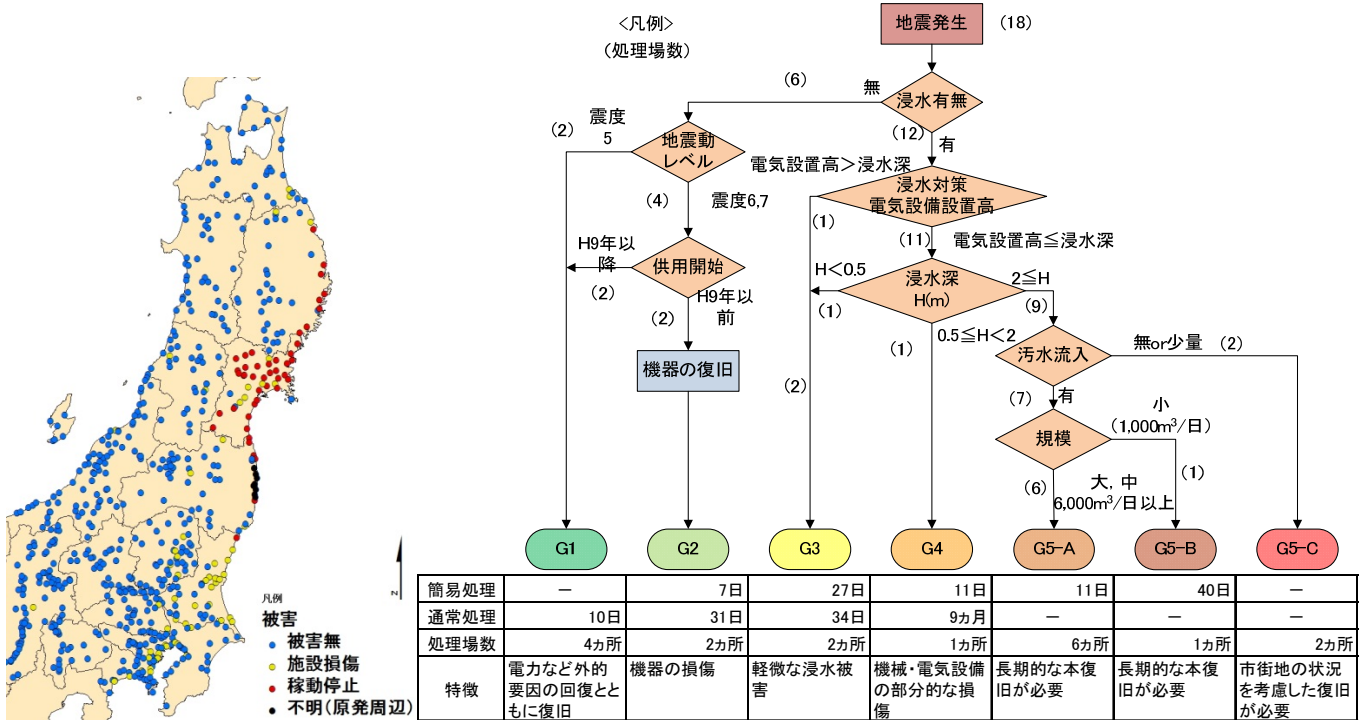 凡例
被害
被害無
施設損傷
稼動停止
不明(原発周辺)
N
<凡例>
(処理場数)
地震発生
(18)
(6)
無
浸水有無
(12)
有
(2)
震度
5
地震動
レベル
電気設置高>浸水深
(4)
震度6,7
浸水対策
電気設備設置高
(1)
(11)
電気設置高≦浸水深
H9年以
降
供用開始
(2)
H9年以
前
(2)
H<0.5
浸水深
H(m)
2≦H
(1)
(9)
0.5≦H<2
(1)
機器の復旧
汚水流入
無or少量
(2)
(2)
(7)
有
規模
小
(1,000m³/日)
(1)
(6)
大,中
6,000m³/日以上
G1
G2
G3
G4
G5-A
G5-B
G5-C
簡易処理 — 7日 27日 11日 11日 40日 —
通常処理 10日 31日 34日 9ヵ月 — — —
処理場数 4ヵ所 2ヵ所 2ヵ所 1ヵ所 6ヵ所 1ヵ所 2ヵ所
特徴
電力など外的
要因の回復とと
もに復旧
機器の損傷
軽微な浸水被
害
機械・電気設備
の部分的な損
傷
長期的な本復
旧が必要
長期的な本復
旧が必要
市街地の状況
を考慮した復旧
が必要